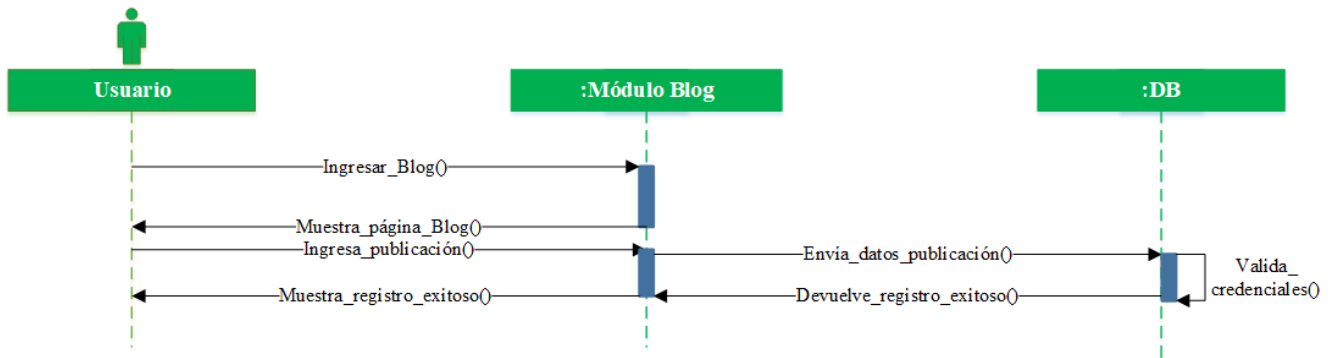 Usuario
:Módulo Blog
:DB
Ingresar_Blog()
Muestra_página_Blog()
Ingresa_publicación()
Envia_datos_publicación()
Valida_
credenciales()
Muestra_registro_exitoso()
Devuelve_registro_exitoso()